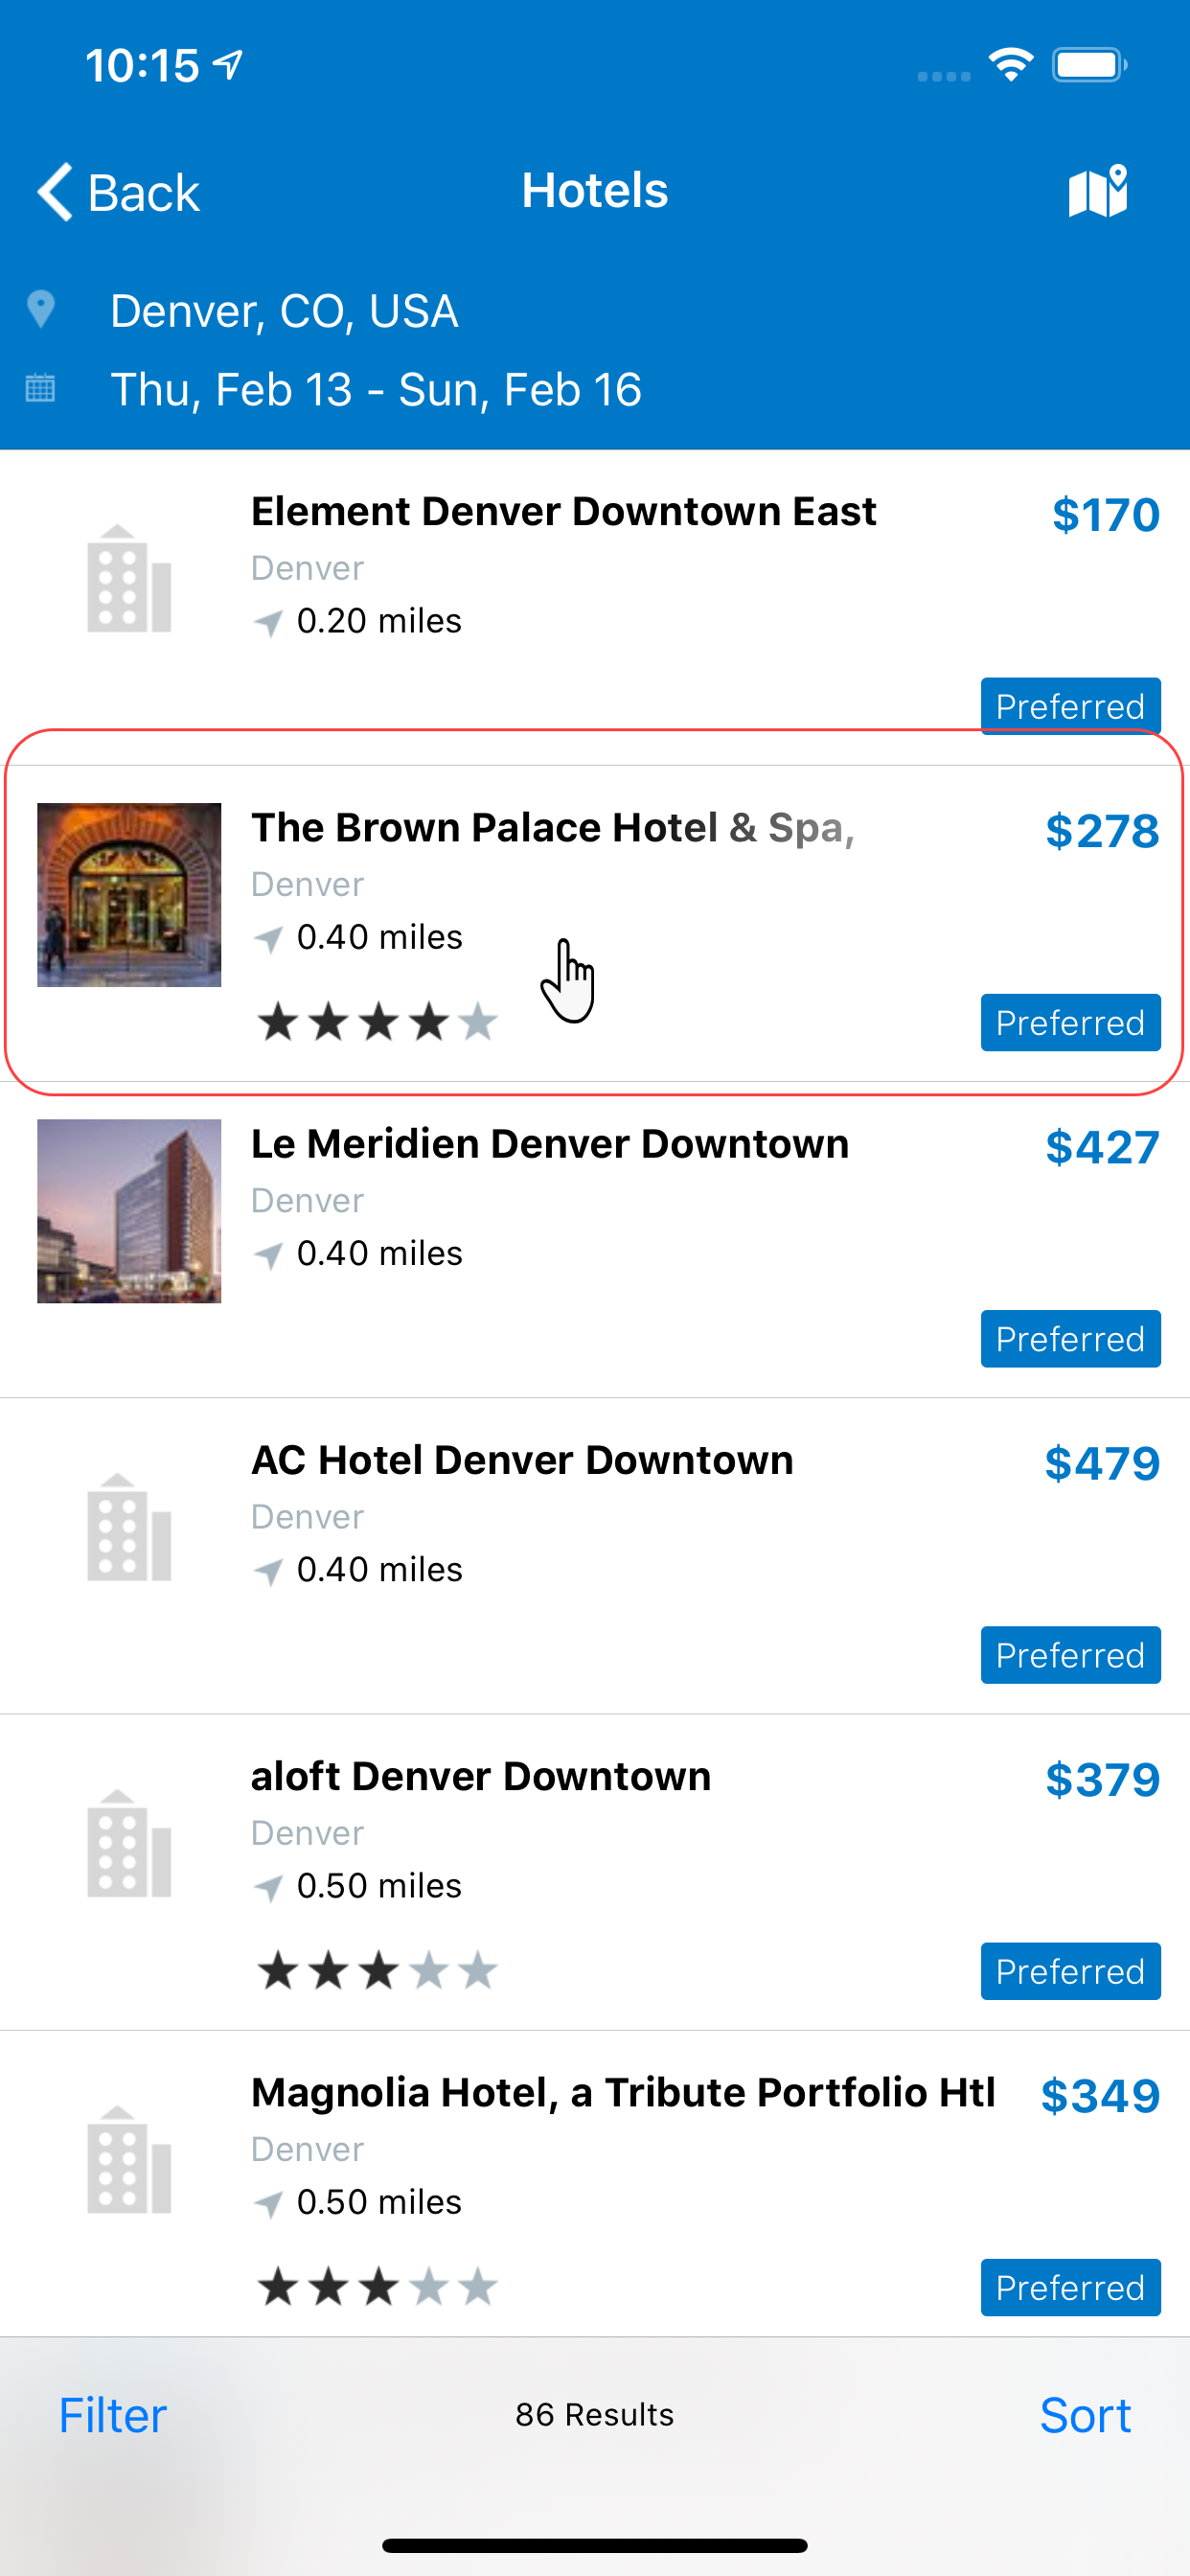 10:15
Back
Hotels
Denver, CO, USA
Thu, Feb 13 - Sun, Feb 16
Element Denver Downtown East
$170
Denver
0.20 miles
Preferred
The Brown Palace Hotel & Spa,
$278
Denver
0.40 miles
Preferred
Le Meridien Denver Downtown
$427
Denver
0.40 miles
Preferred
AC Hotel Denver Downtown
$479
Denver
0.40 miles
Preferred
aloft Denver Downtown
$379
Denver
0.50 miles
Preferred
Magnolia Hotel, a Tribute Portfolio Htl
$349
Denver
0.50 miles
Preferred
Filter
86 Results
Sort